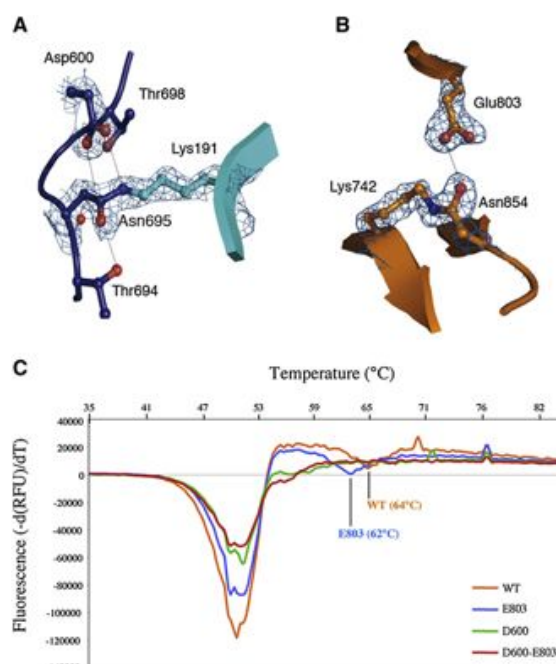 A
Asp600
Thr698
Lys191
Asn695
Thr694
B
Glu803
Lys742
Asn854
C
Temperature (°C)
35 41 47 53 59 65 71 76 82
Fluorescence (-d(RFU)/dT)
40000
20000
0
-20000
-40000
-60000
-80000
-100000
-120000
WT (64°C)
E803 (62°C)
WT
E803
D600
D600-E803